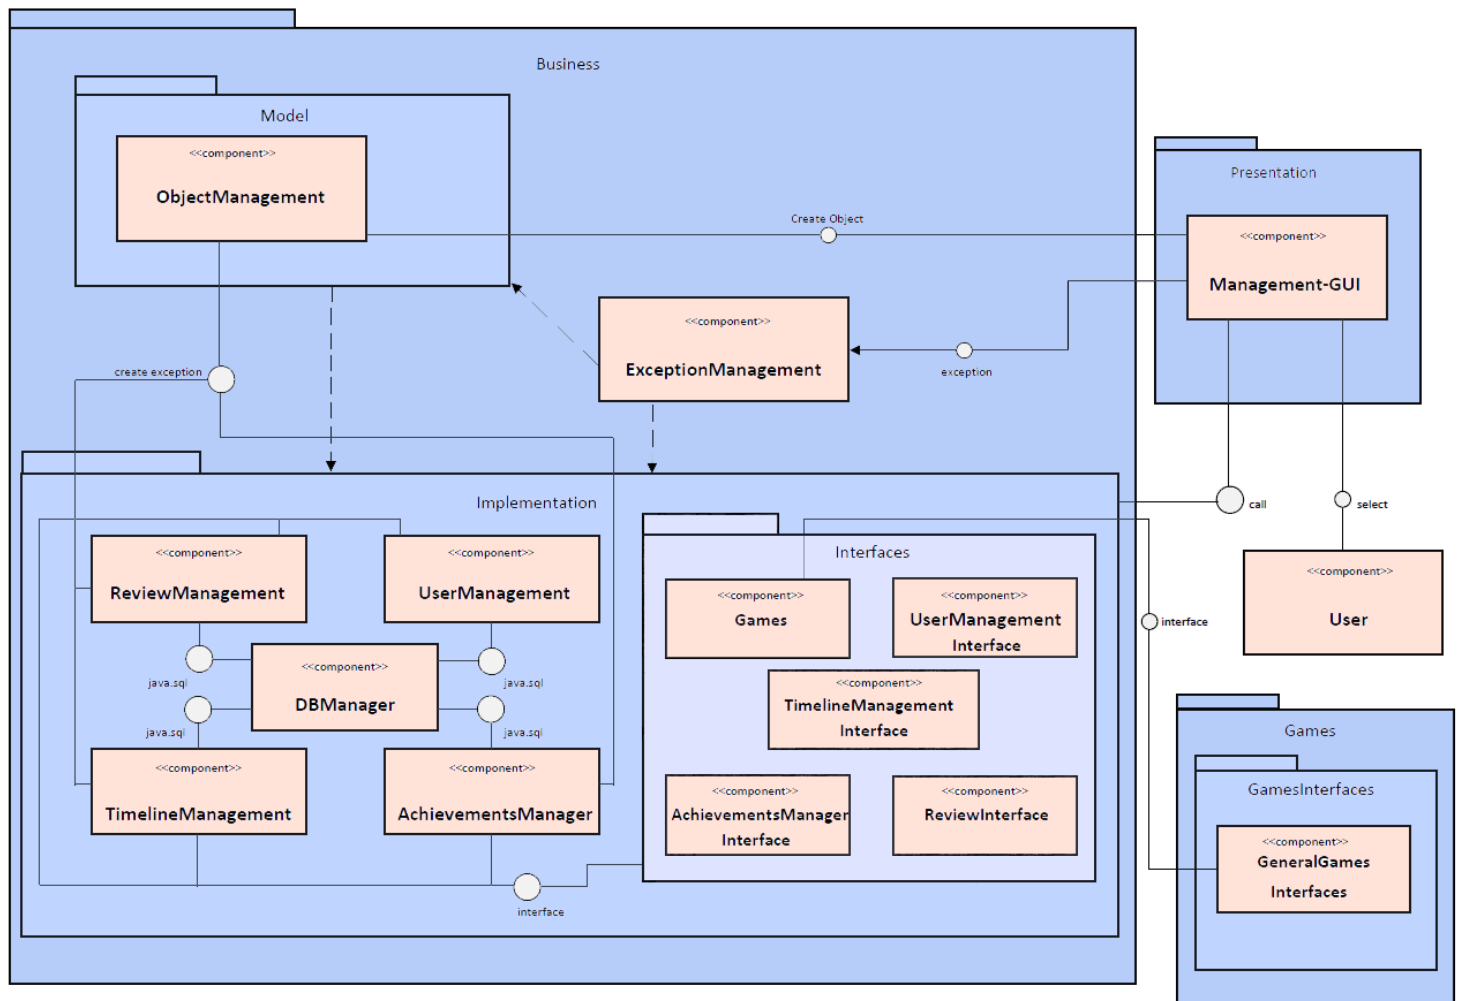 Business
Model
<<component>>
ObjectManagement
Presentation
<<component>>
Management-GUI
Create Object
<<component>>
ExceptionManagement
exception
create exception
call
select
<<component>>
User
Implementation
<<component>>
ReviewManagement
<<component>>
UserManagement
java.sql
java.sql
<<component>>
DBManager
java.sql
java.sql
<<component>>
TimelineManagement
<<component>>
AchievementsManager
interface
Interfaces
<<component>>
Games
<<component>>
UserManagement
Interface
<<component>>
TimelineManagement
Interface
<<component>>
AchievementsManager
Interface
<<component>>
ReviewInterface
interface
Games
GamesInterfaces
<<component>>
GeneralGames
Interfaces